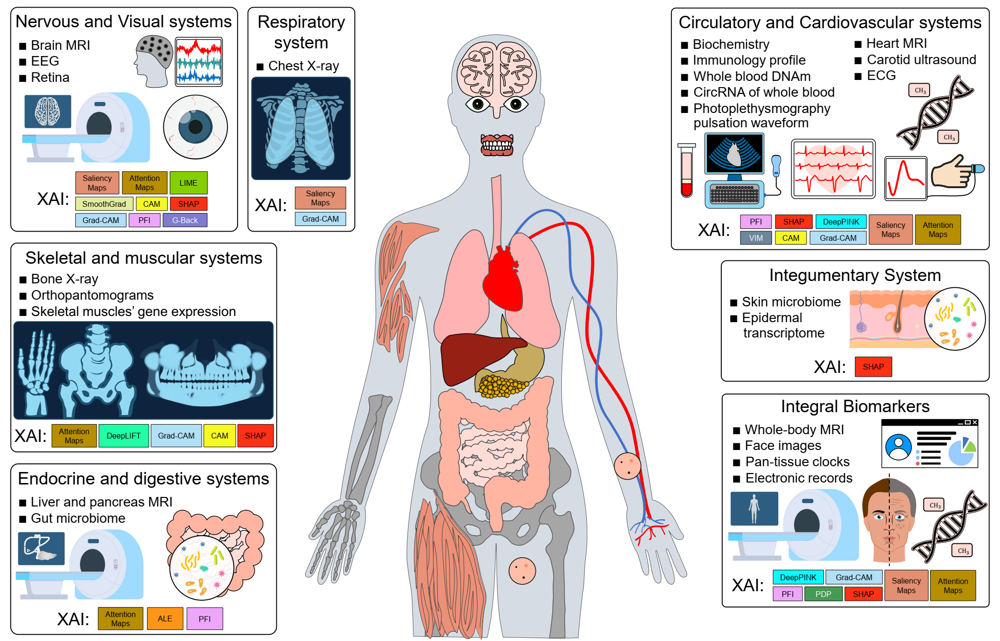 Nervous and Visual systems
■ Brain MRI
■ EEG
■ Retina
XAI:
Saliency
Maps
Attention
Maps
LIME
SmoothGrad
CAM
SHAP
Grad-CAM
PFI
G-Back
Respiratory
system
■ Chest X-ray
XAI:
Saliency
Maps
Grad-CAM
Circulatory and Cardiovascular systems
■ Biochemistry
■ Immunology profile
■ Whole blood DNAm
■ CircRNA of whole blood
■ Photoplethysmography
pulsation waveform
■ Heart MRI
■ Carotid ultrasound
■ ECG
CH3
CH3
XAI:
PFI
SHAP
DeepPINK
Saliency
Maps
Attention
Maps
VIM
CAM
Grad-CAM
Skeletal and muscular systems
■ Bone X-ray
■ Orthopantomograms
■ Skeletal muscles’ gene expression
XAI:
Attention
Maps
DeepLIFT
Grad-CAM
CAM
SHAP
Integumentary System
■ Skin microbiome
■ Epidermal
transcriptome
XAI:
SHAP
Endocrine and digestive systems
■ Liver and pancreas MRI
■ Gut microbiome
XAI:
Attention
Maps
ALE
PFI
Integral Biomarkers
■ Whole-body MRI
■ Face images
■ Pan-tissue clocks
■ Electronic records
CH3
CH3
XAI:
DeepPINK
Grad-CAM
Saliency
Maps
Attention
Maps
PFI
PDP
SHAP